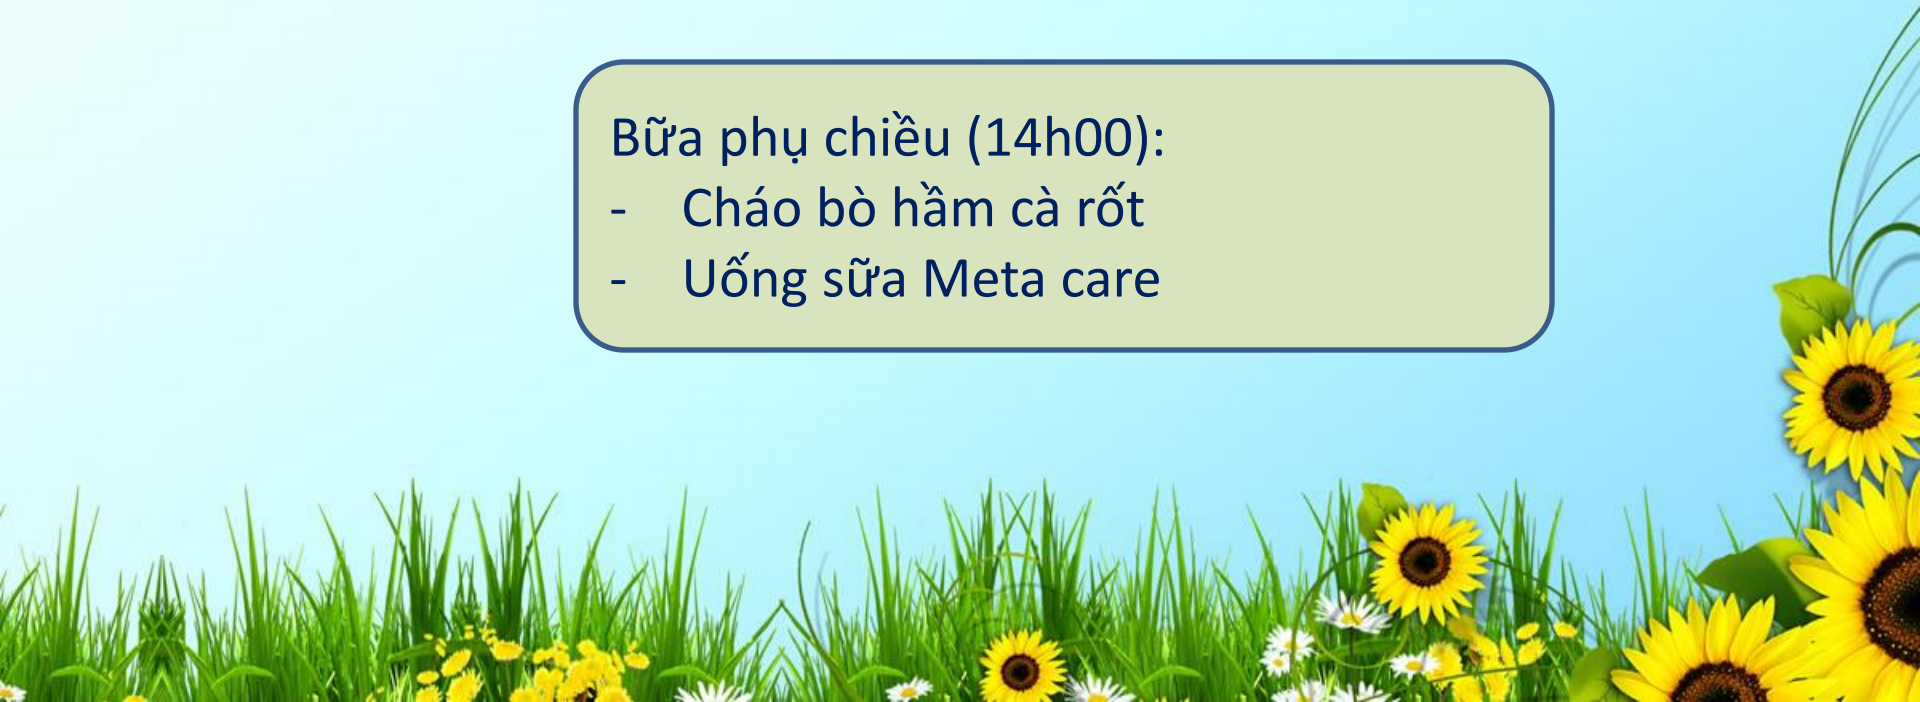 Bữa phụ chiều (14h00):
- Cháo bò hầm cà rốt
- Uống sữa Meta care